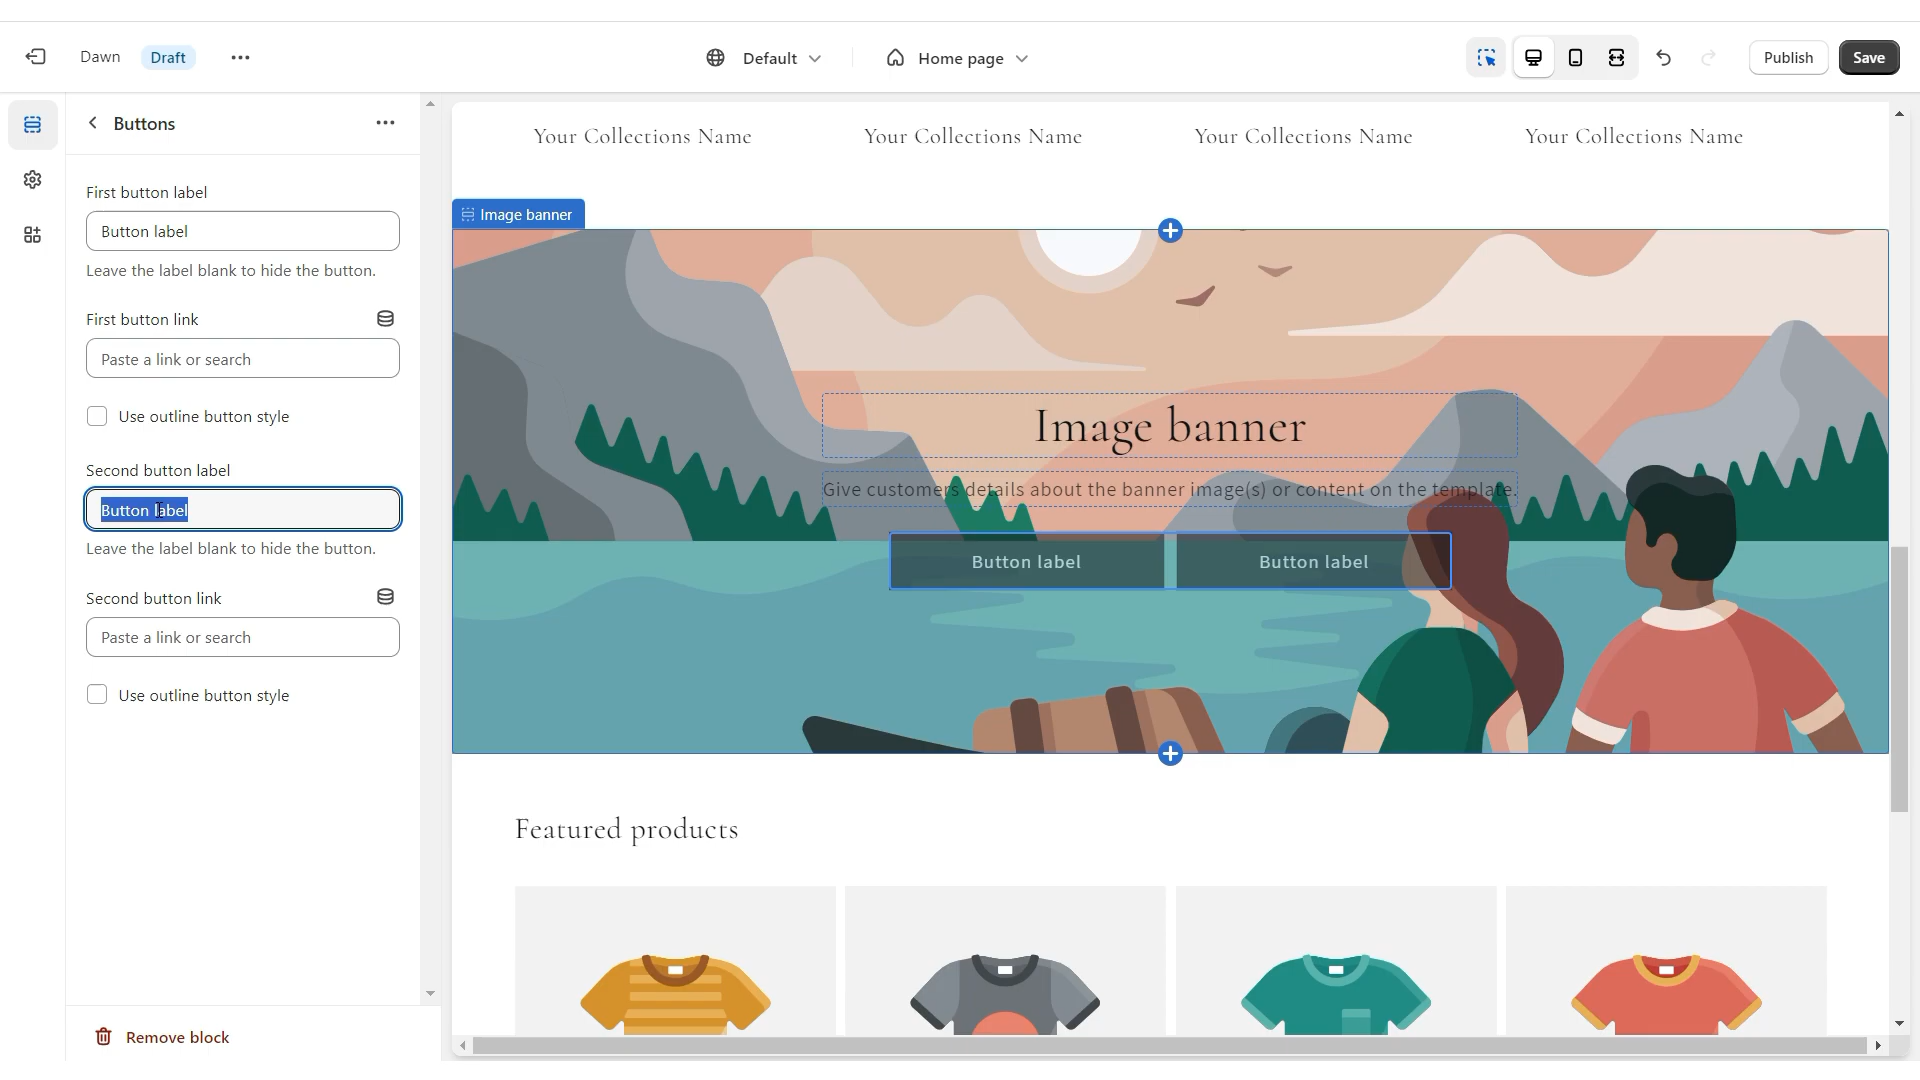 Dawn Draft Default Home page Publish Save
Buttons
First button label
Button label
Leave the label blank to hide the button.
First button link
Paste a link or search
Use outline button style
Second button label
Button label
Leave the label blank to hide the button.
Second button link
Paste a link or search
Use outline button style
Remove block
Your Collections Name Your Collections Name Your Collections Name Your Collections Name
Image banner
Image banner
Give customers details about the banner image(s) or content on the template.
Button label Button label
Featured products